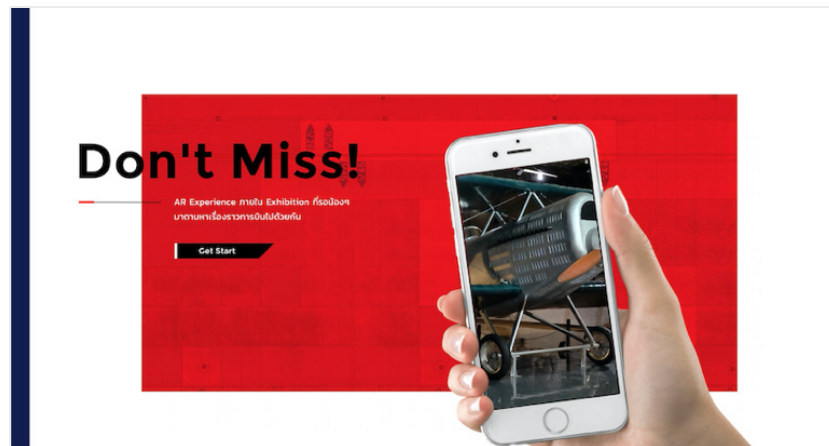 Don't Miss!
AR Experience ภายใน Exhibition ที่รอน้องๆ
มาตามหาเรื่องราวการบินไปด้วยกัน
Get Start